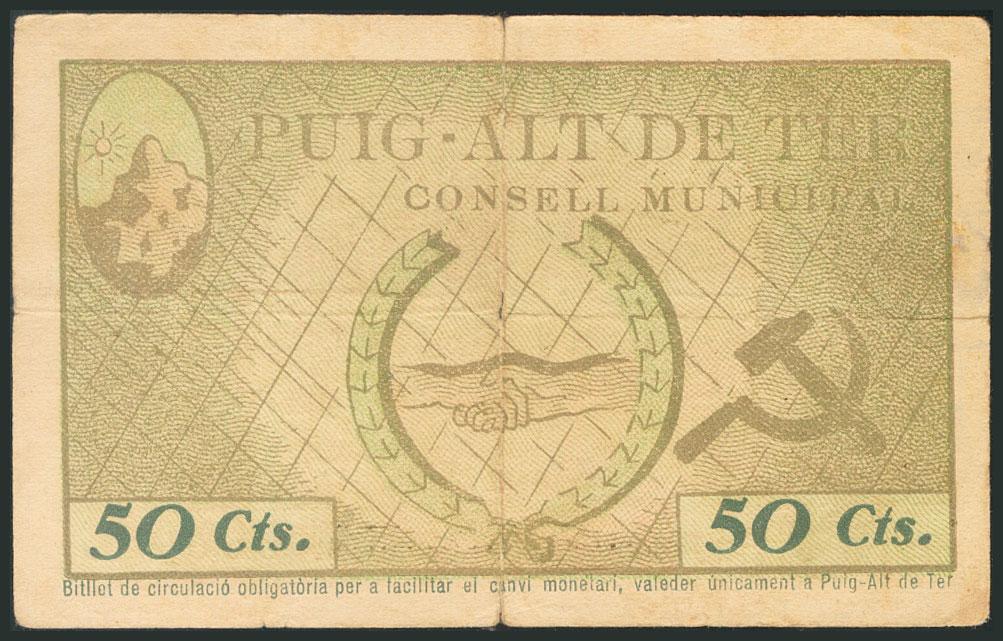 PUIG-ALT DE TER
CONSELL MUNICIPAL
50 Cts.
50 Cts.
Bitllet de circulació obligatòria per a facilitar el canvi monetari, valeder únicament a Puig-Alt de Ter